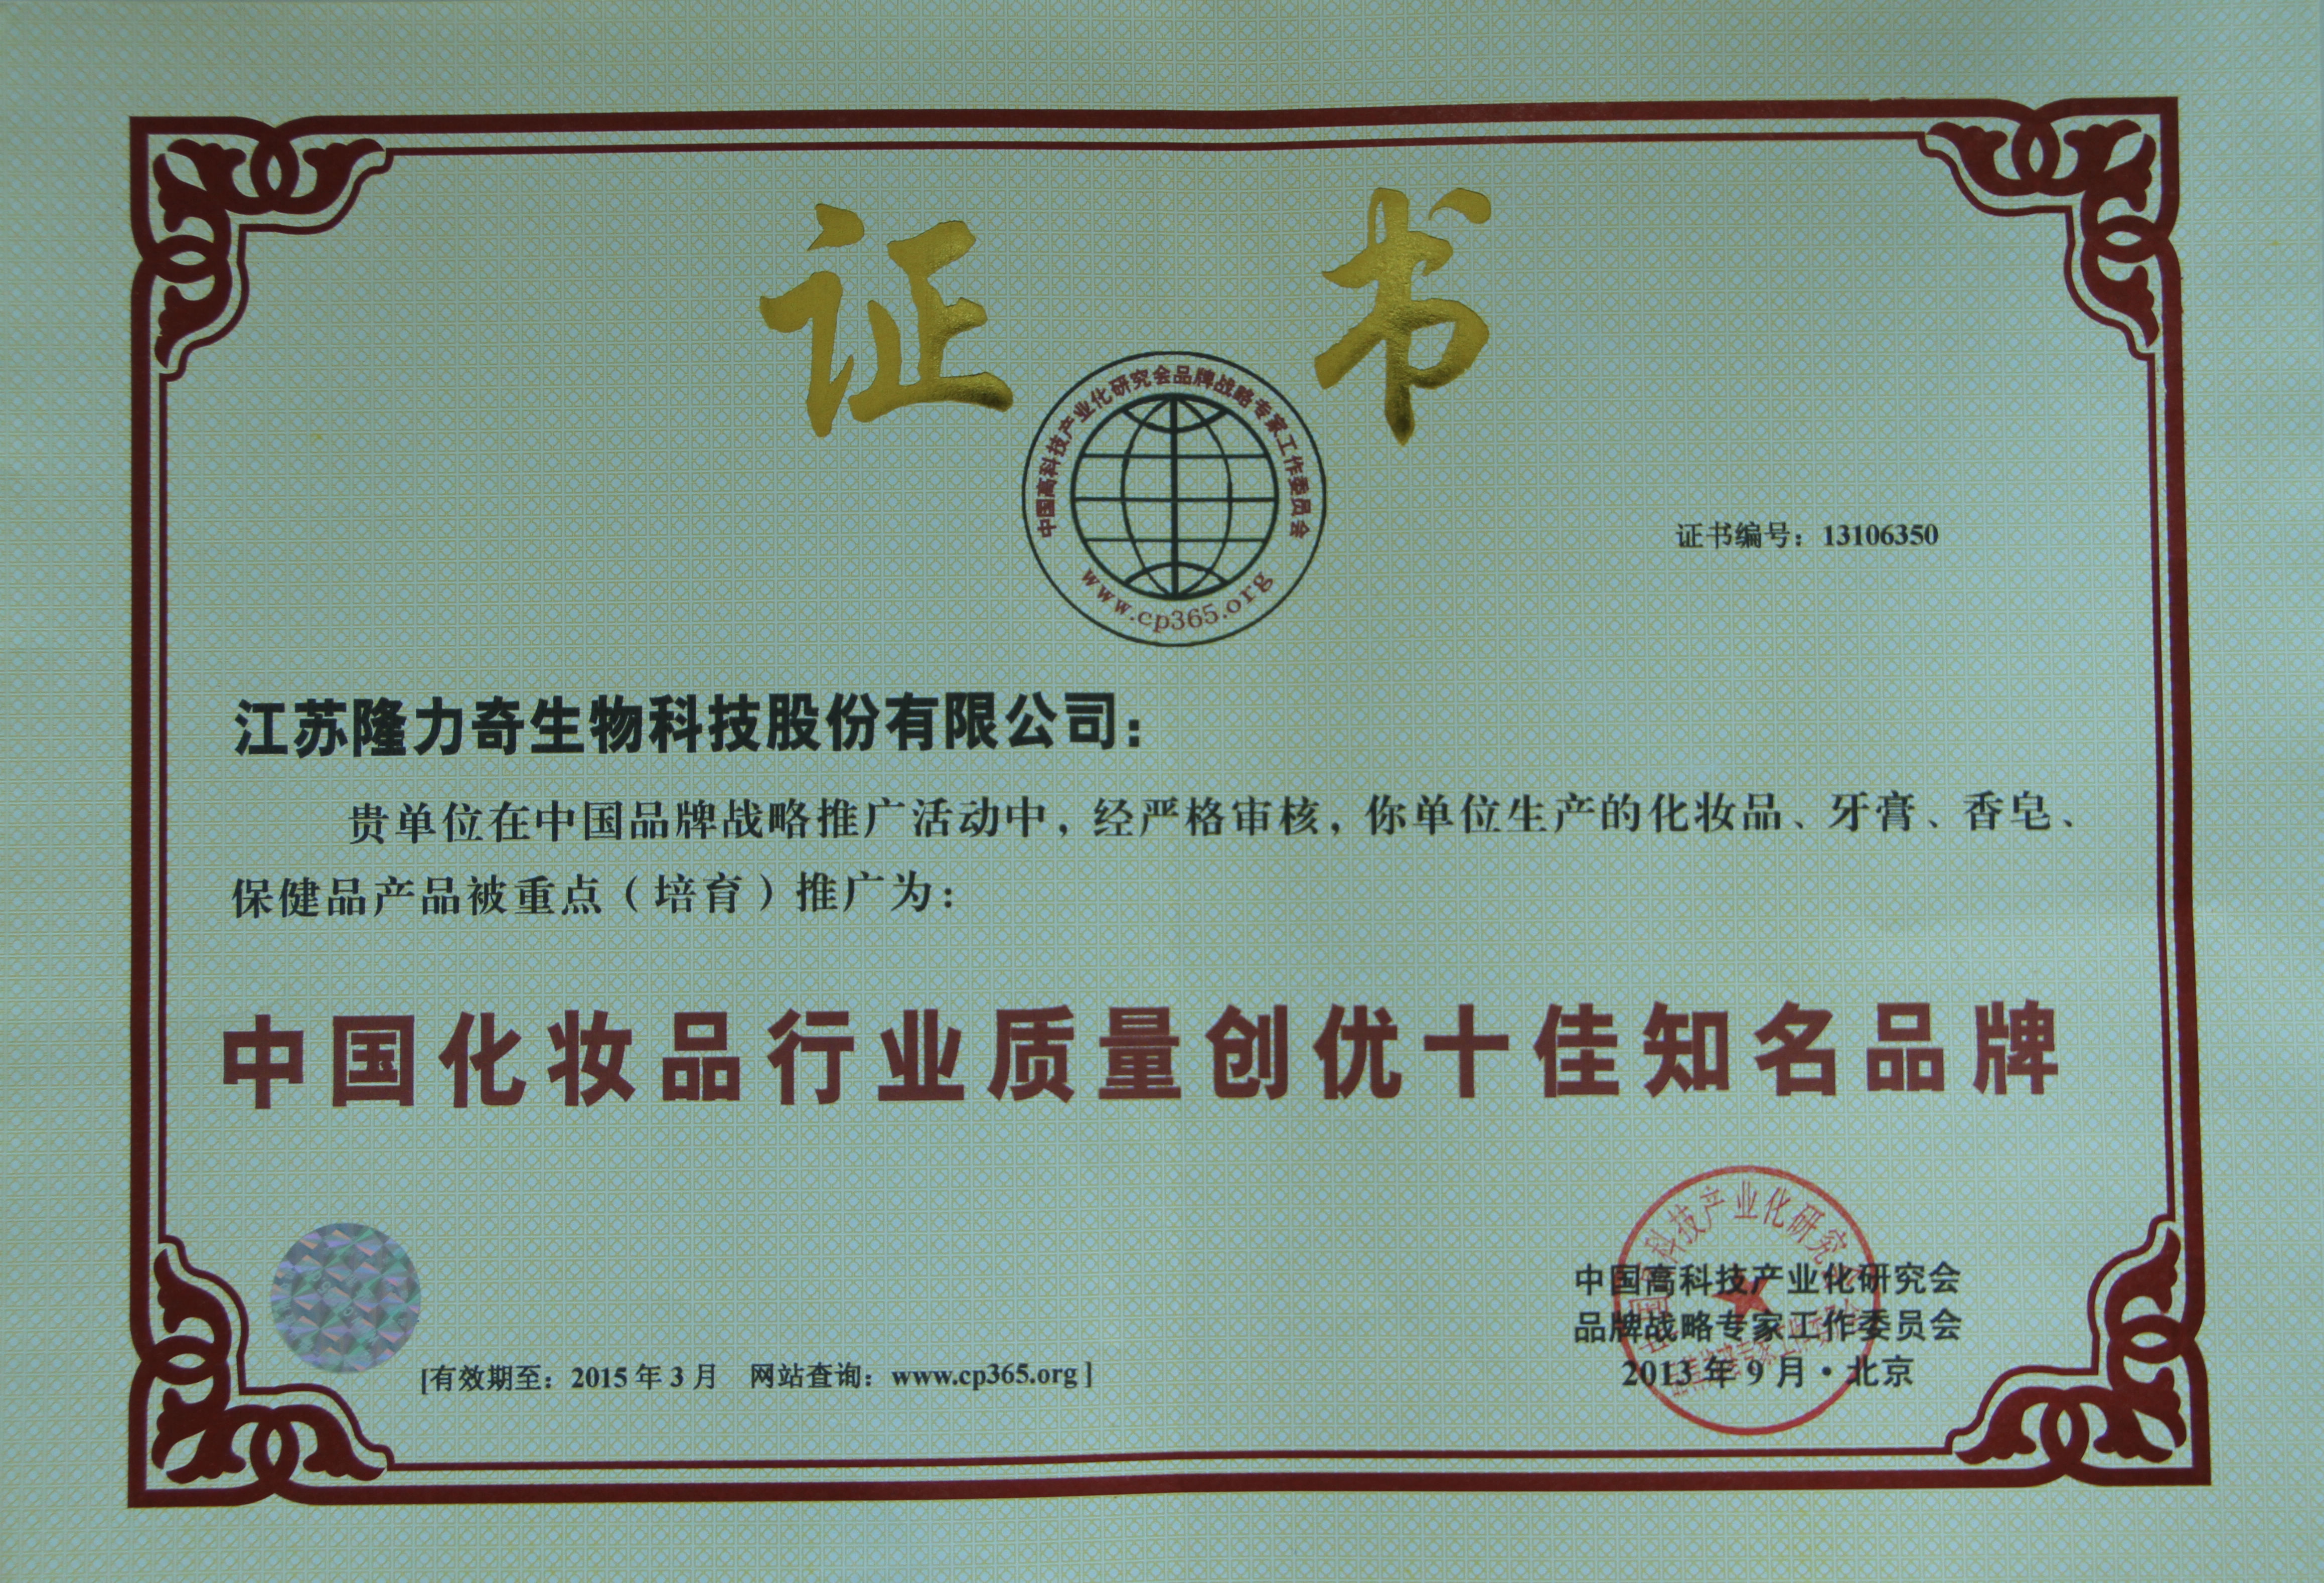 证书
中国高科技产业化研究会品牌战略专家工作委员会
www.cp365.org
证书编号：13106350
江苏隆力奇生物科技股份有限公司：
贵单位在中国品牌战略推广活动中，经严格审核，你单位生产的化妆品、牙膏、香皂、
保健品产品被重点（培育）推广为：
中国化妆品行业质量创优十佳知名品牌
中国高科技产业化研究会
品牌战略专家工作委员会
2013年9月·北京
[有效期至：2015年3月 网站查询：www.cp365.org]